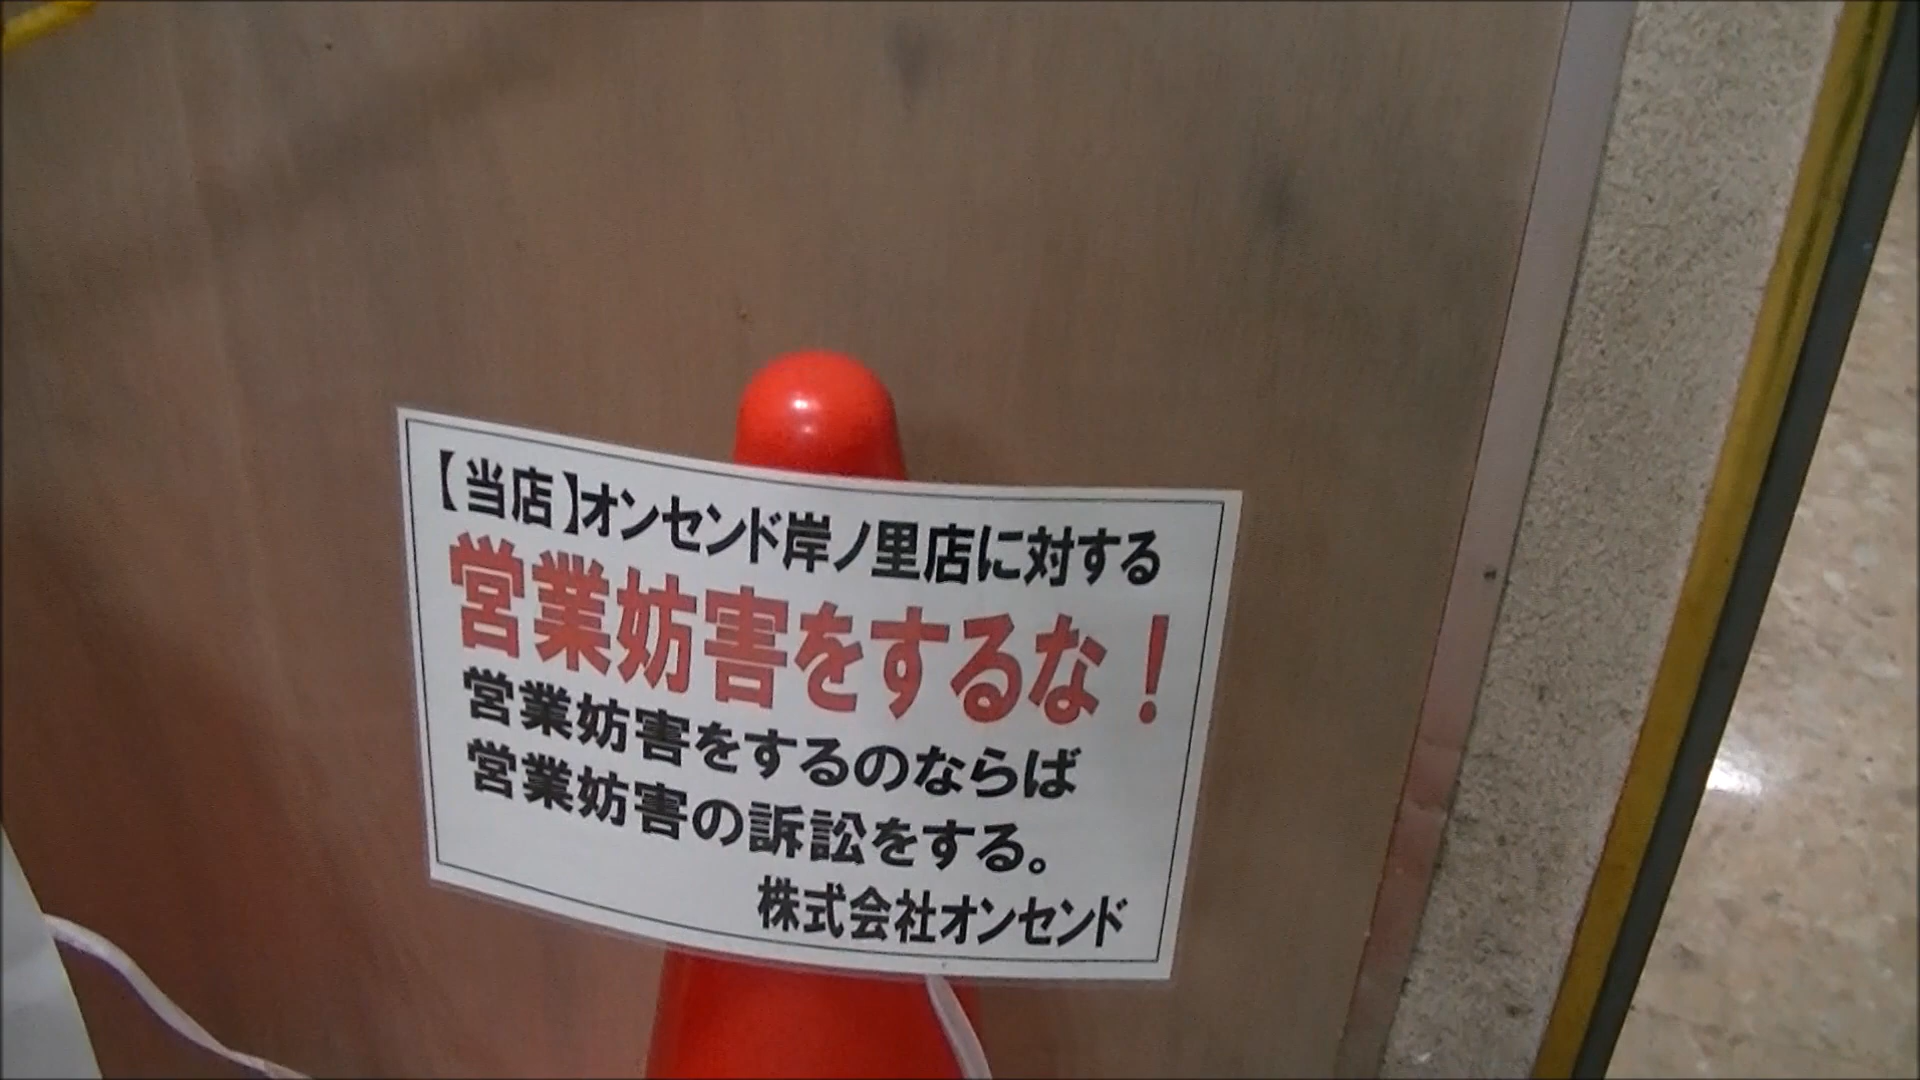 【当店】オンセンド岸ノ里店に対する
営業妨害をするな！
営業妨害をするのならば
営業妨害の訴訟をする。
株式会社オンセンド